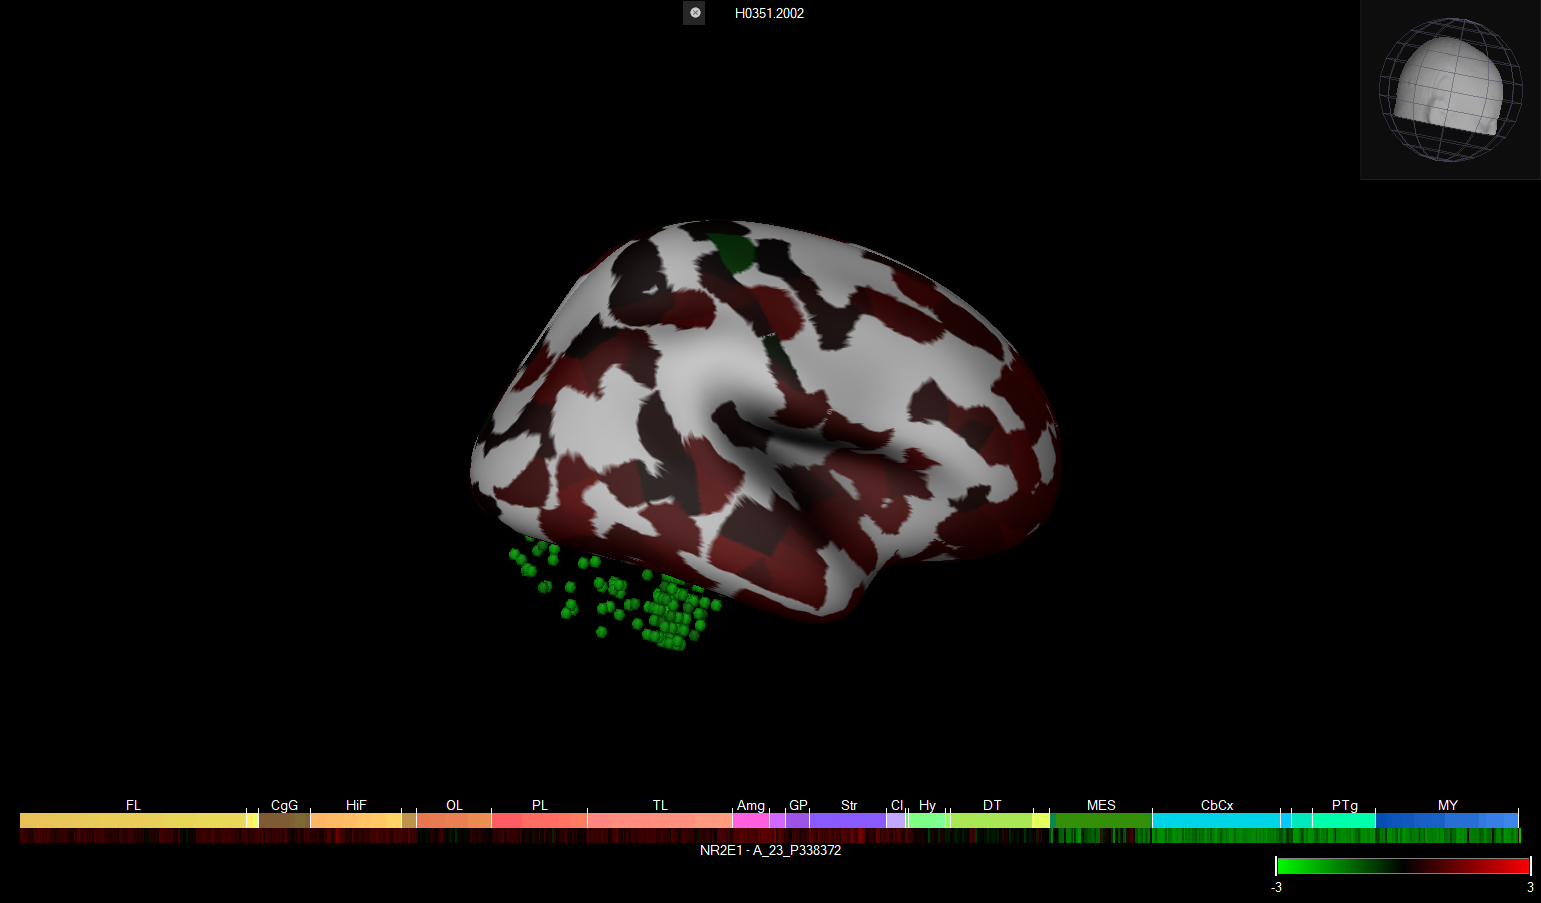 H0351.2002
FL CgG HiF OL PL TL Amg GP Str Cl Hy DT MES CbCx PTg MY
NR2E1 - A_23_P338372
-3 3